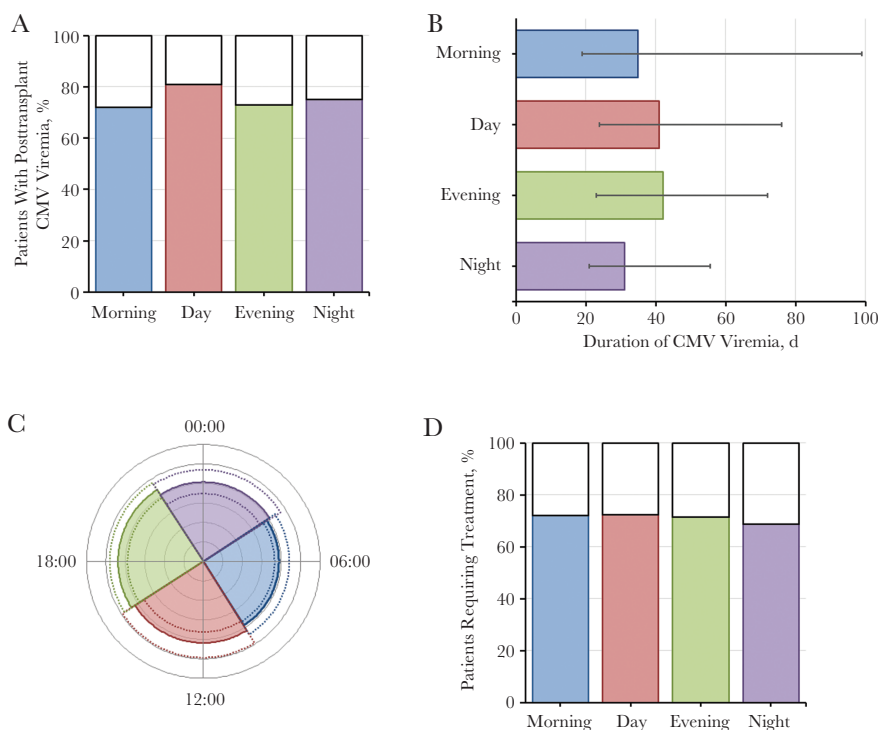 A
Patients With Posttransplant
CMV Viremia, %
100
80
60
40
20
0
Morning Day Evening Night
B
Morning
Day
Evening
Night
0 20 40 60 80 100
Duration of CMV Viremia, d
C
00:00
18:00
06:00
12:00
D
Patients Requiring Treatment, %
100
80
60
40
20
0
Morning Day Evening Night